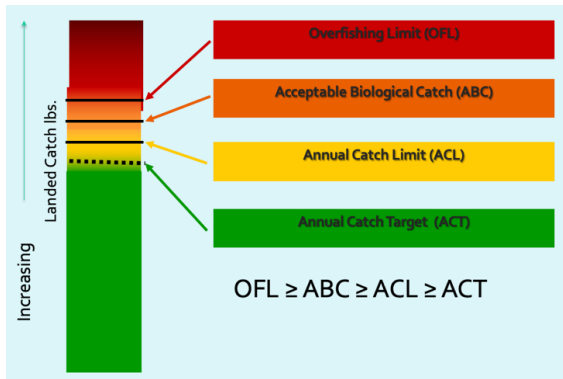 Overfishing Limit (OFL)
Acceptable Biological Catch (ABC)
Annual Catch Limit (ACL)
Annual Catch Target (ACT)
OFL ≥ ABC ≥ ACL ≥ ACT
Landed Catch lbs.
Increasing